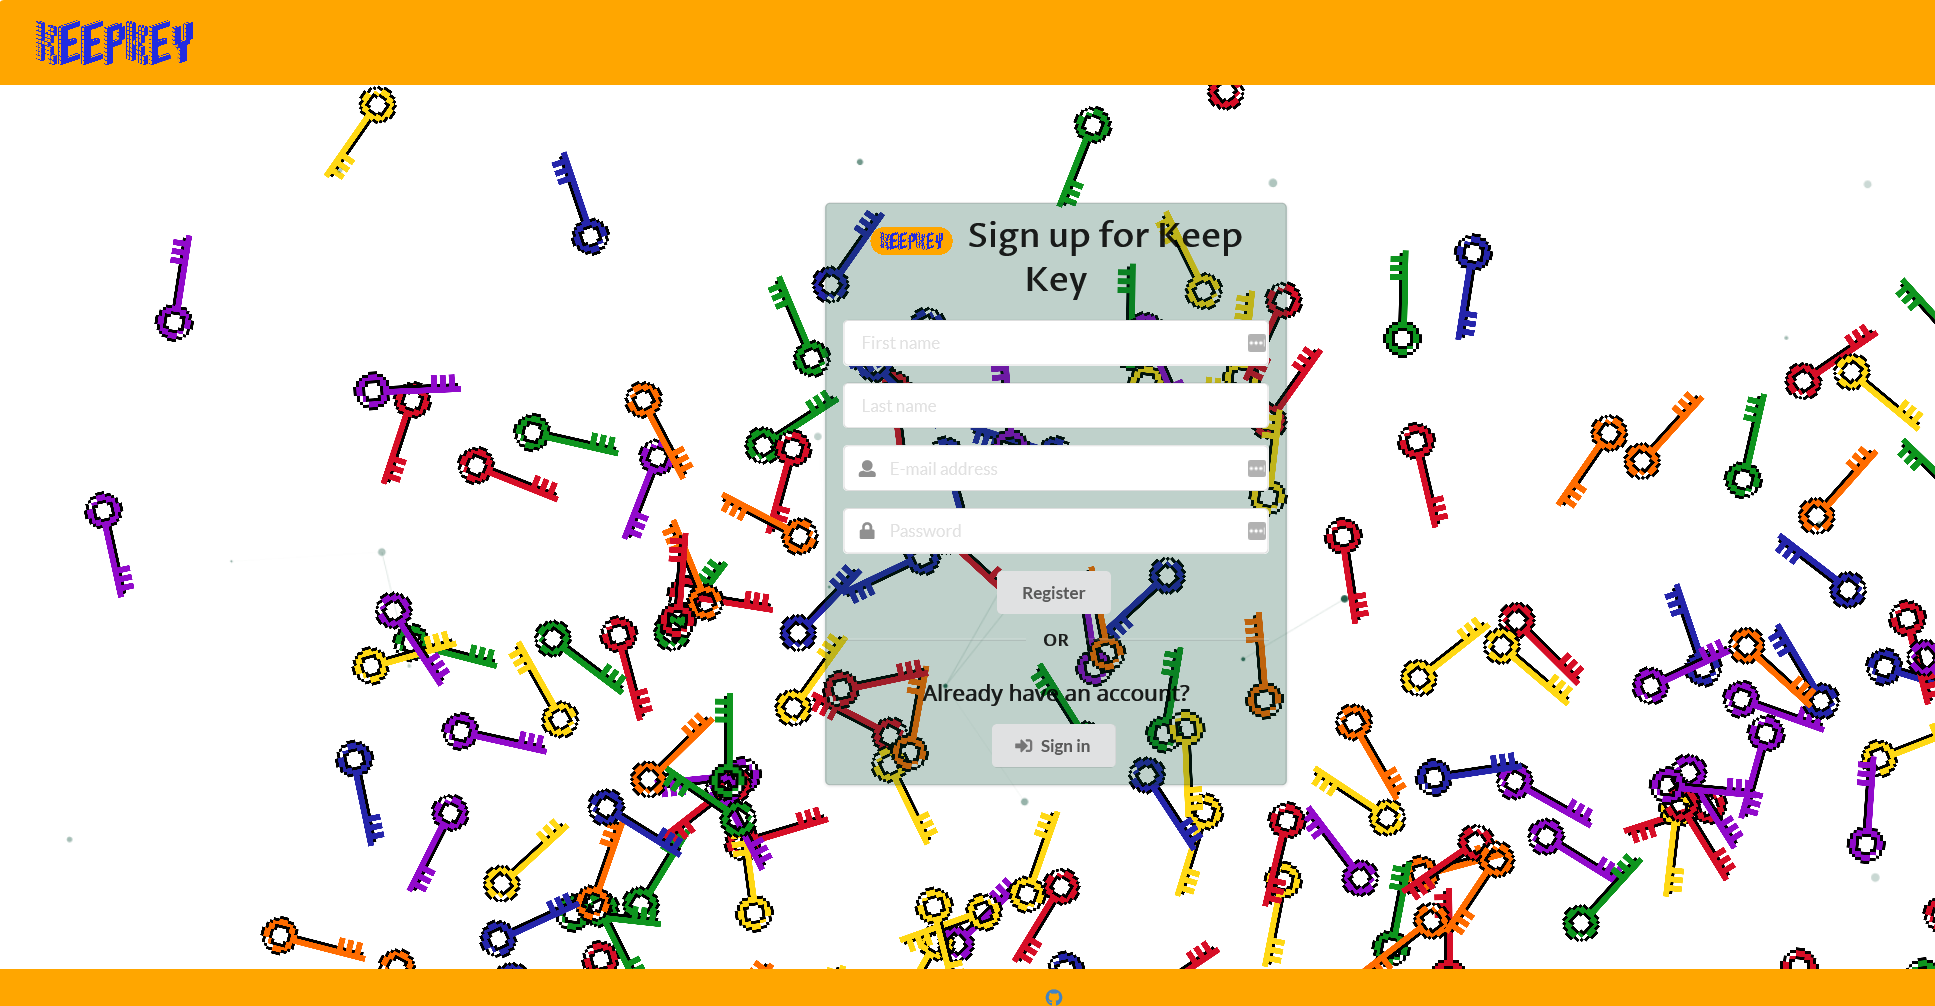 KEEPKEY
KEEPKEY Sign up for Keep
Key
First name
Last name
E-mail address
Password
Register
OR
Already have an account?
Sign in